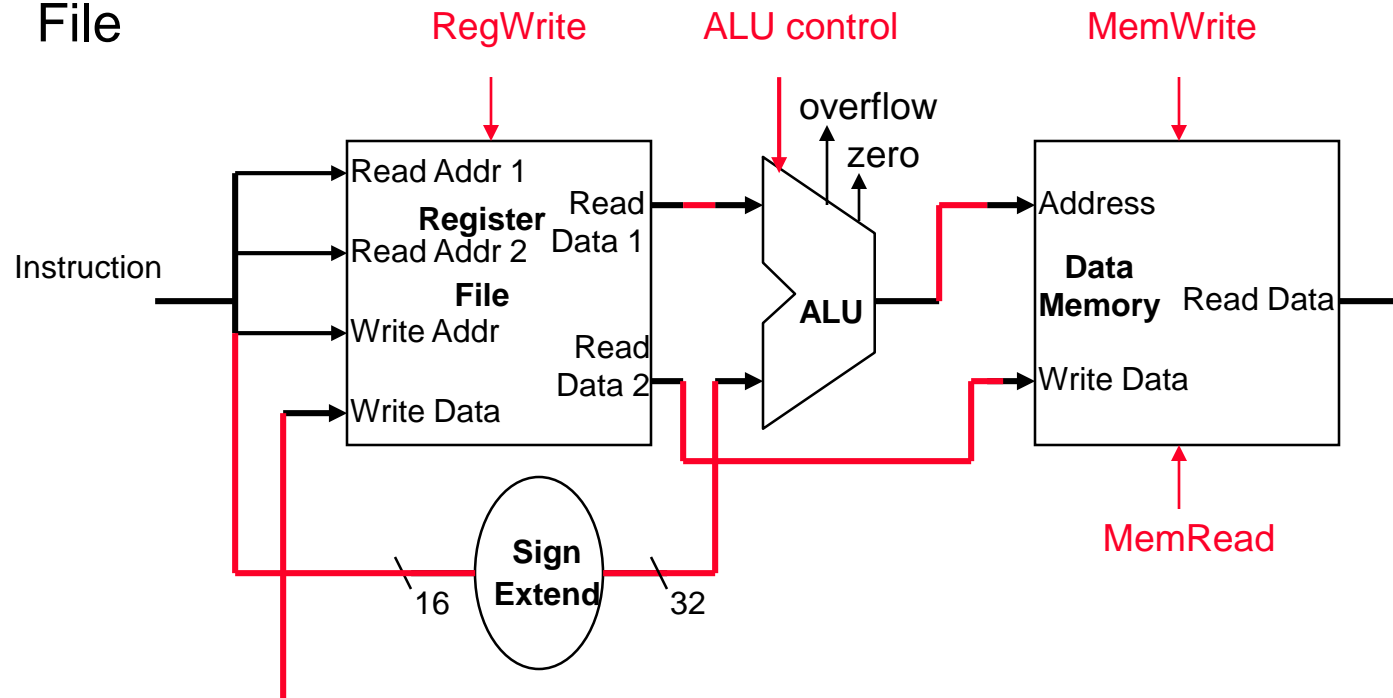 File
RegWrite
ALU control
MemWrite
overflow
zero
Instruction
Read Addr 1
Register
Read Addr 2
File
Write Addr
Write Data
Read
Data 1
Read
Data 2
ALU
Address
Data
Memory
Read Data
Write Data
MemRead
Sign
Extend
16
32